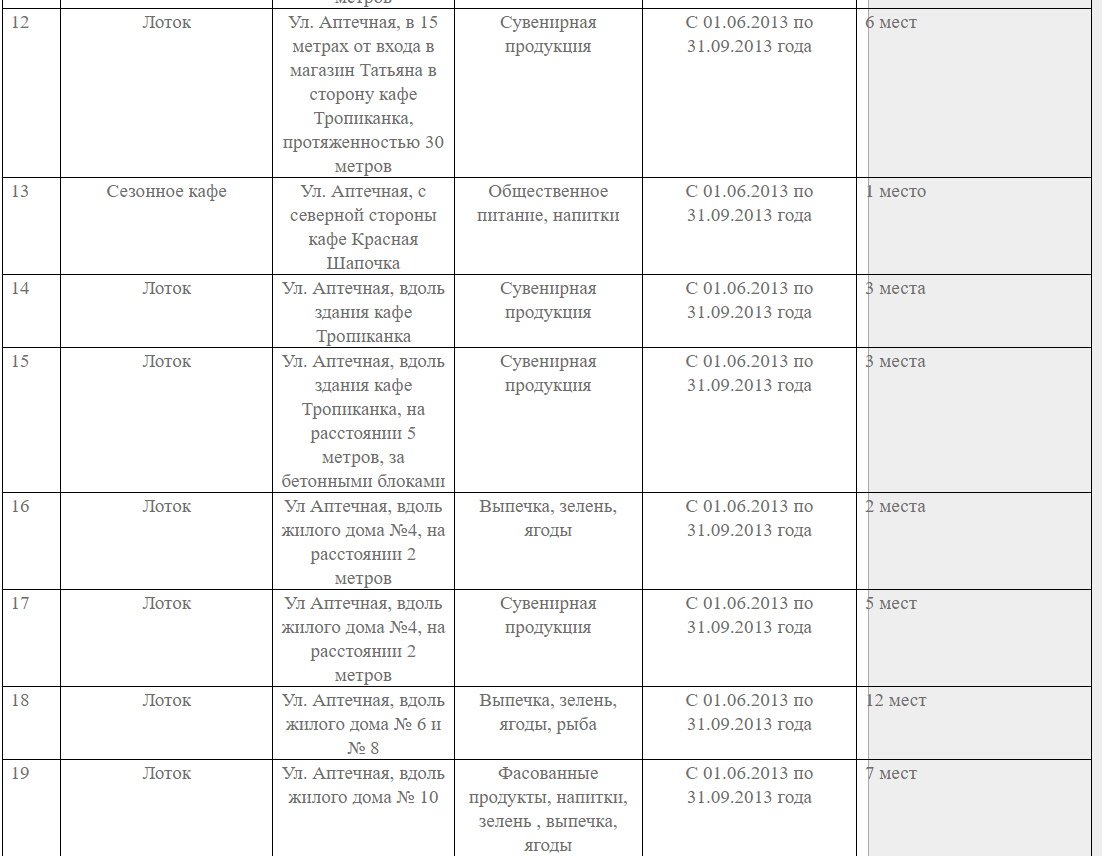 метров
12
Лоток
Ул. Аптечная, в 15
метрах от входа в
магазин Татьяна в
сторону кафе
Тропиканка,
протяженностью 30
метров
Сувенирная
продукция
С 01.06.2013 по
31.09.2013 года
6 мест
13
Сезонное кафе
Ул. Аптечная, с
северной стороны
кафе Красная
Шапочка
Общественное
питание, напитки
С 01.06.2013 по
31.09.2013 года
1 место
14
Лоток
Ул. Аптечная, вдоль
здания кафе
Тропиканка
Сувенирная
продукция
С 01.06.2013 по
31.09.2013 года
3 места
15
Лоток
Ул. Аптечная, вдоль
здания кафе
Тропиканка, на
расстоянии 5
метров, за
бетонными блоками
Сувенирная
продукция
С 01.06.2013 по
31.09.2013 года
3 места
16
Лоток
Ул Аптечная, вдоль
жилого дома №4, на
расстоянии 2
метров
Выпечка, зелень,
ягоды
С 01.06.2013 по
31.09.2013 года
2 места
17
Лоток
Ул Аптечная, вдоль
жилого дома №4, на
расстоянии 2
метров
Сувенирная
продукция
С 01.06.2013 по
31.09.2013 года
5 мест
18
Лоток
Ул. Аптечная, вдоль
жилого дома № 6 и
№ 8
Выпечка, зелень,
ягоды, рыба
С 01.06.2013 по
31.09.2013 года
12 мест
19
Лоток
Ул. Аптечная, вдоль
жилого дома № 10
Фасованные
продукты, напитки,
зелень , выпечка,
ягоды
С 01.06.2013 по
31.09.2013 года
7 мест